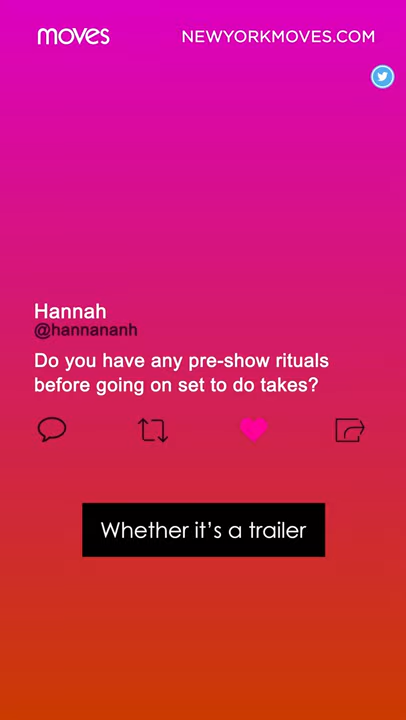 moves
NEWYORKMOVES.COM
Hannah
@hannananh
Do you have any pre-show rituals
before going on set to do takes?
Whether it's a trailer